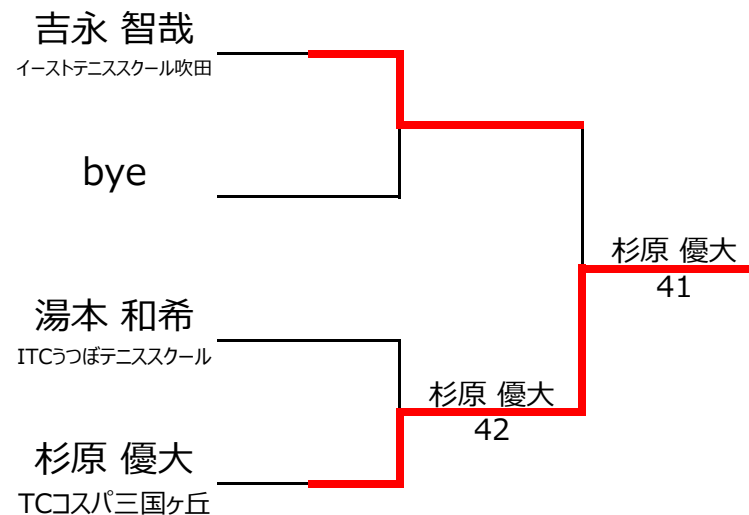 吉永 智哉
イーストテニススクール吹田
bye
杉原 優大
41
湯本 和希
ITCうつぼテニススクール
杉原 優大
42
杉原 優大
TCコスパ三国ヶ丘